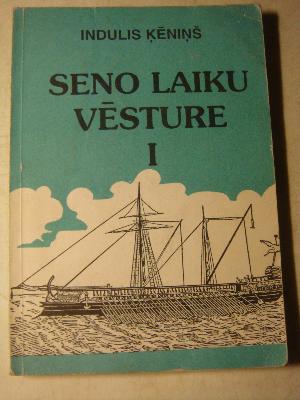 INDULIS ĶĒNIŅŠ
SENO LAIKU
VĒSTURE
I